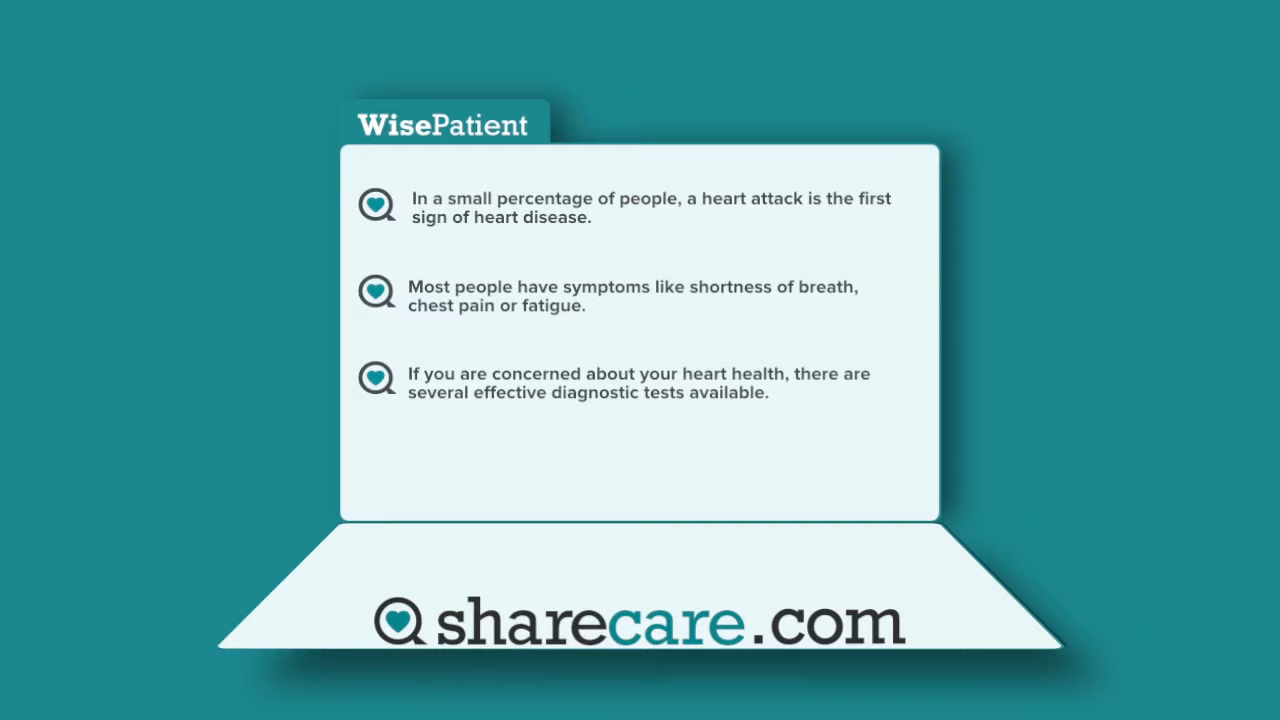 WisePatient
In a small percentage of people, a heart attack is the first
sign of heart disease.
Most people have symptoms like shortness of breath,
chest pain or fatigue.
If you are concerned about your heart health, there are
several effective diagnostic tests available.
sharecare.com